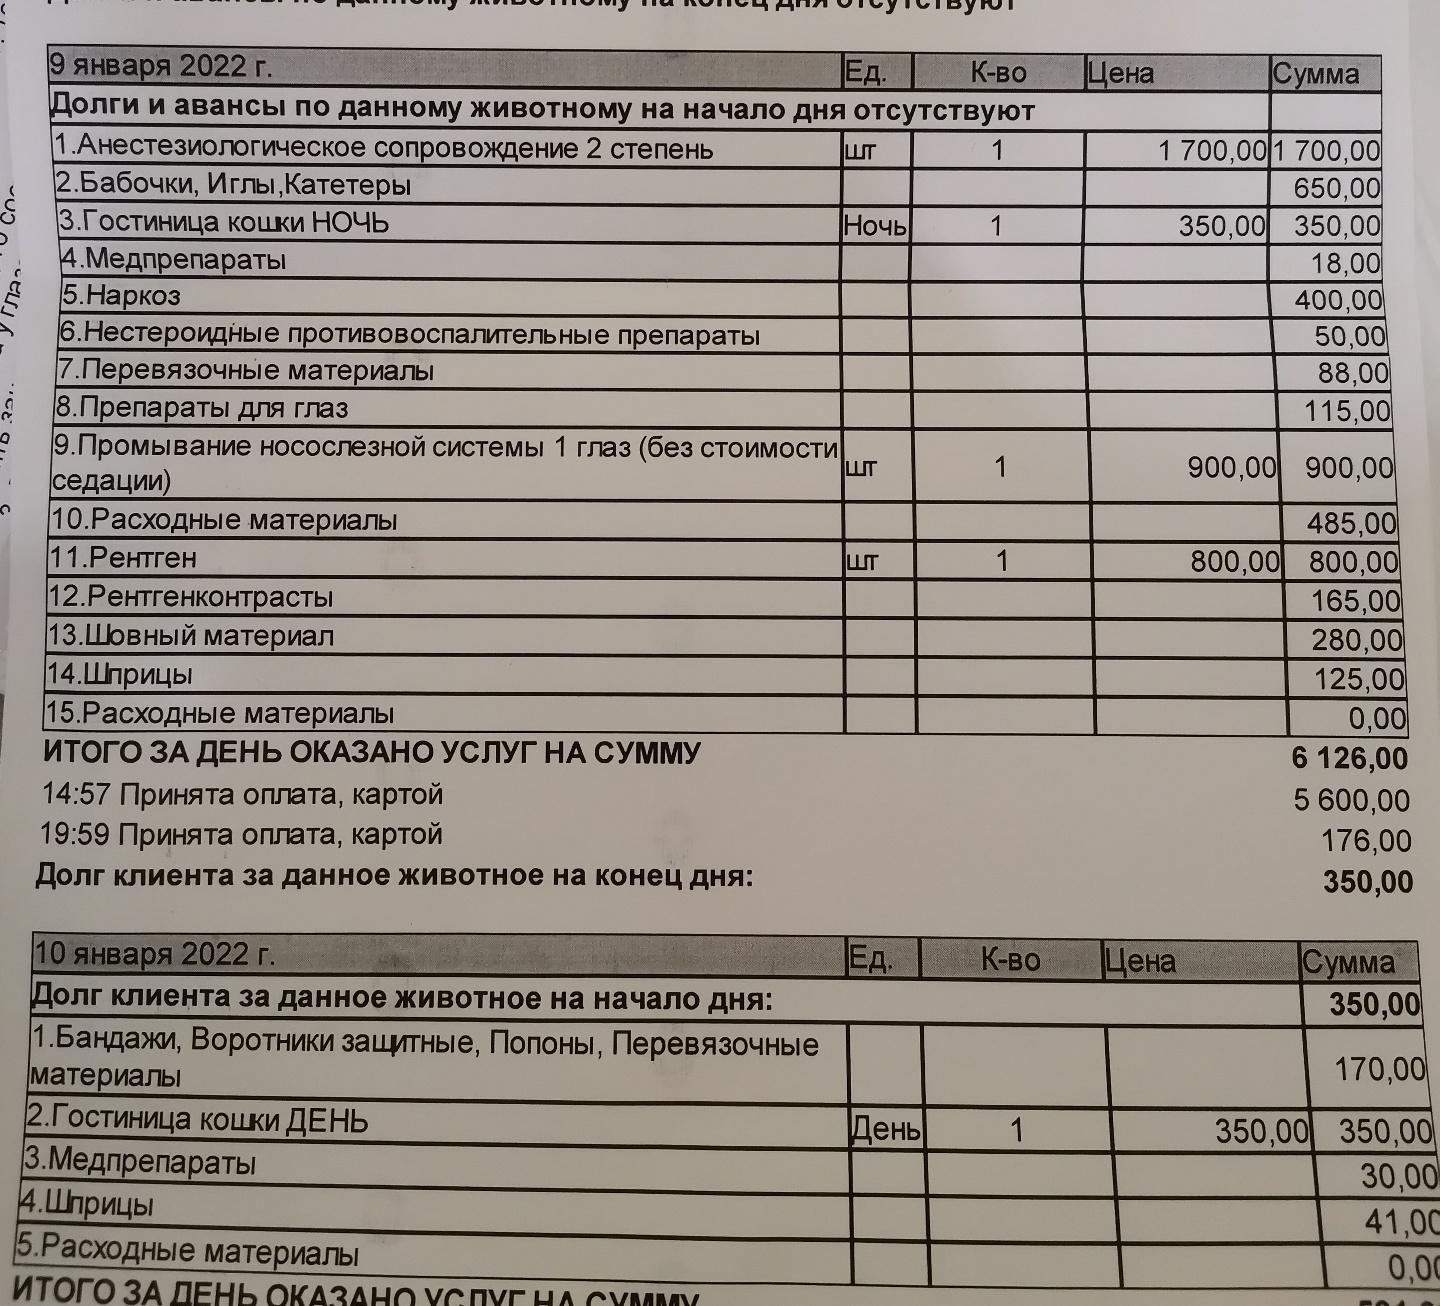 9 января 2022 г. Ед. К-во Цена Сумма
Долги и авансы по данному животному на начало дня отсутствуют
1.Анестезиологическое сопровождение 2 степень шт 1 1 700,00 1 700,00
2.Бабочки, Иглы,Катетеры 650,00
3.Гостиница кошки НОЧЬ Ночь 1 350,00 350,00
4.Медпрепараты 18,00
5.Наркоз 400,00
6.Нестероидные противовоспалительные препараты 50,00
7.Перевязочные материалы 88,00
8.Препараты для глаз 115,00
9.Промывание носослезной системы 1 глаз (без стоимости
седации) шт 1 900,00 900,00
10.Расходные материалы 485,00
11.Рентген шт 1 800,00 800,00
12.Рентгенконтрасты 165,00
13.Шовный материал 280,00
14.Шприцы 125,00
15.Расходные материалы 0,00
ИТОГО ЗА ДЕНЬ ОКАЗАНО УСЛУГ НА СУММУ 6 126,00
14:57 Принята оплата, картой 5 600,00
19:59 Принята оплата, картой 176,00
Долг клиента за данное животное на конец дня: 350,00
10 января 2022 г. Ед. К-во Цена Сумма
Долг клиента за данное животное на начало дня: 350,00
1.Бандажи, Воротники защитные, Попоны, Перевязочные
материалы 170,00
2.Гостиница кошки ДЕНЬ День 1 350,00 350,00
3.Медпрепараты 30,00
4.Шприцы 41,00
5.Расходные материалы 0,00
ИТОГО ЗА ДЕНЬ ОКАЗАНО УСЛУГ НА СУММУ